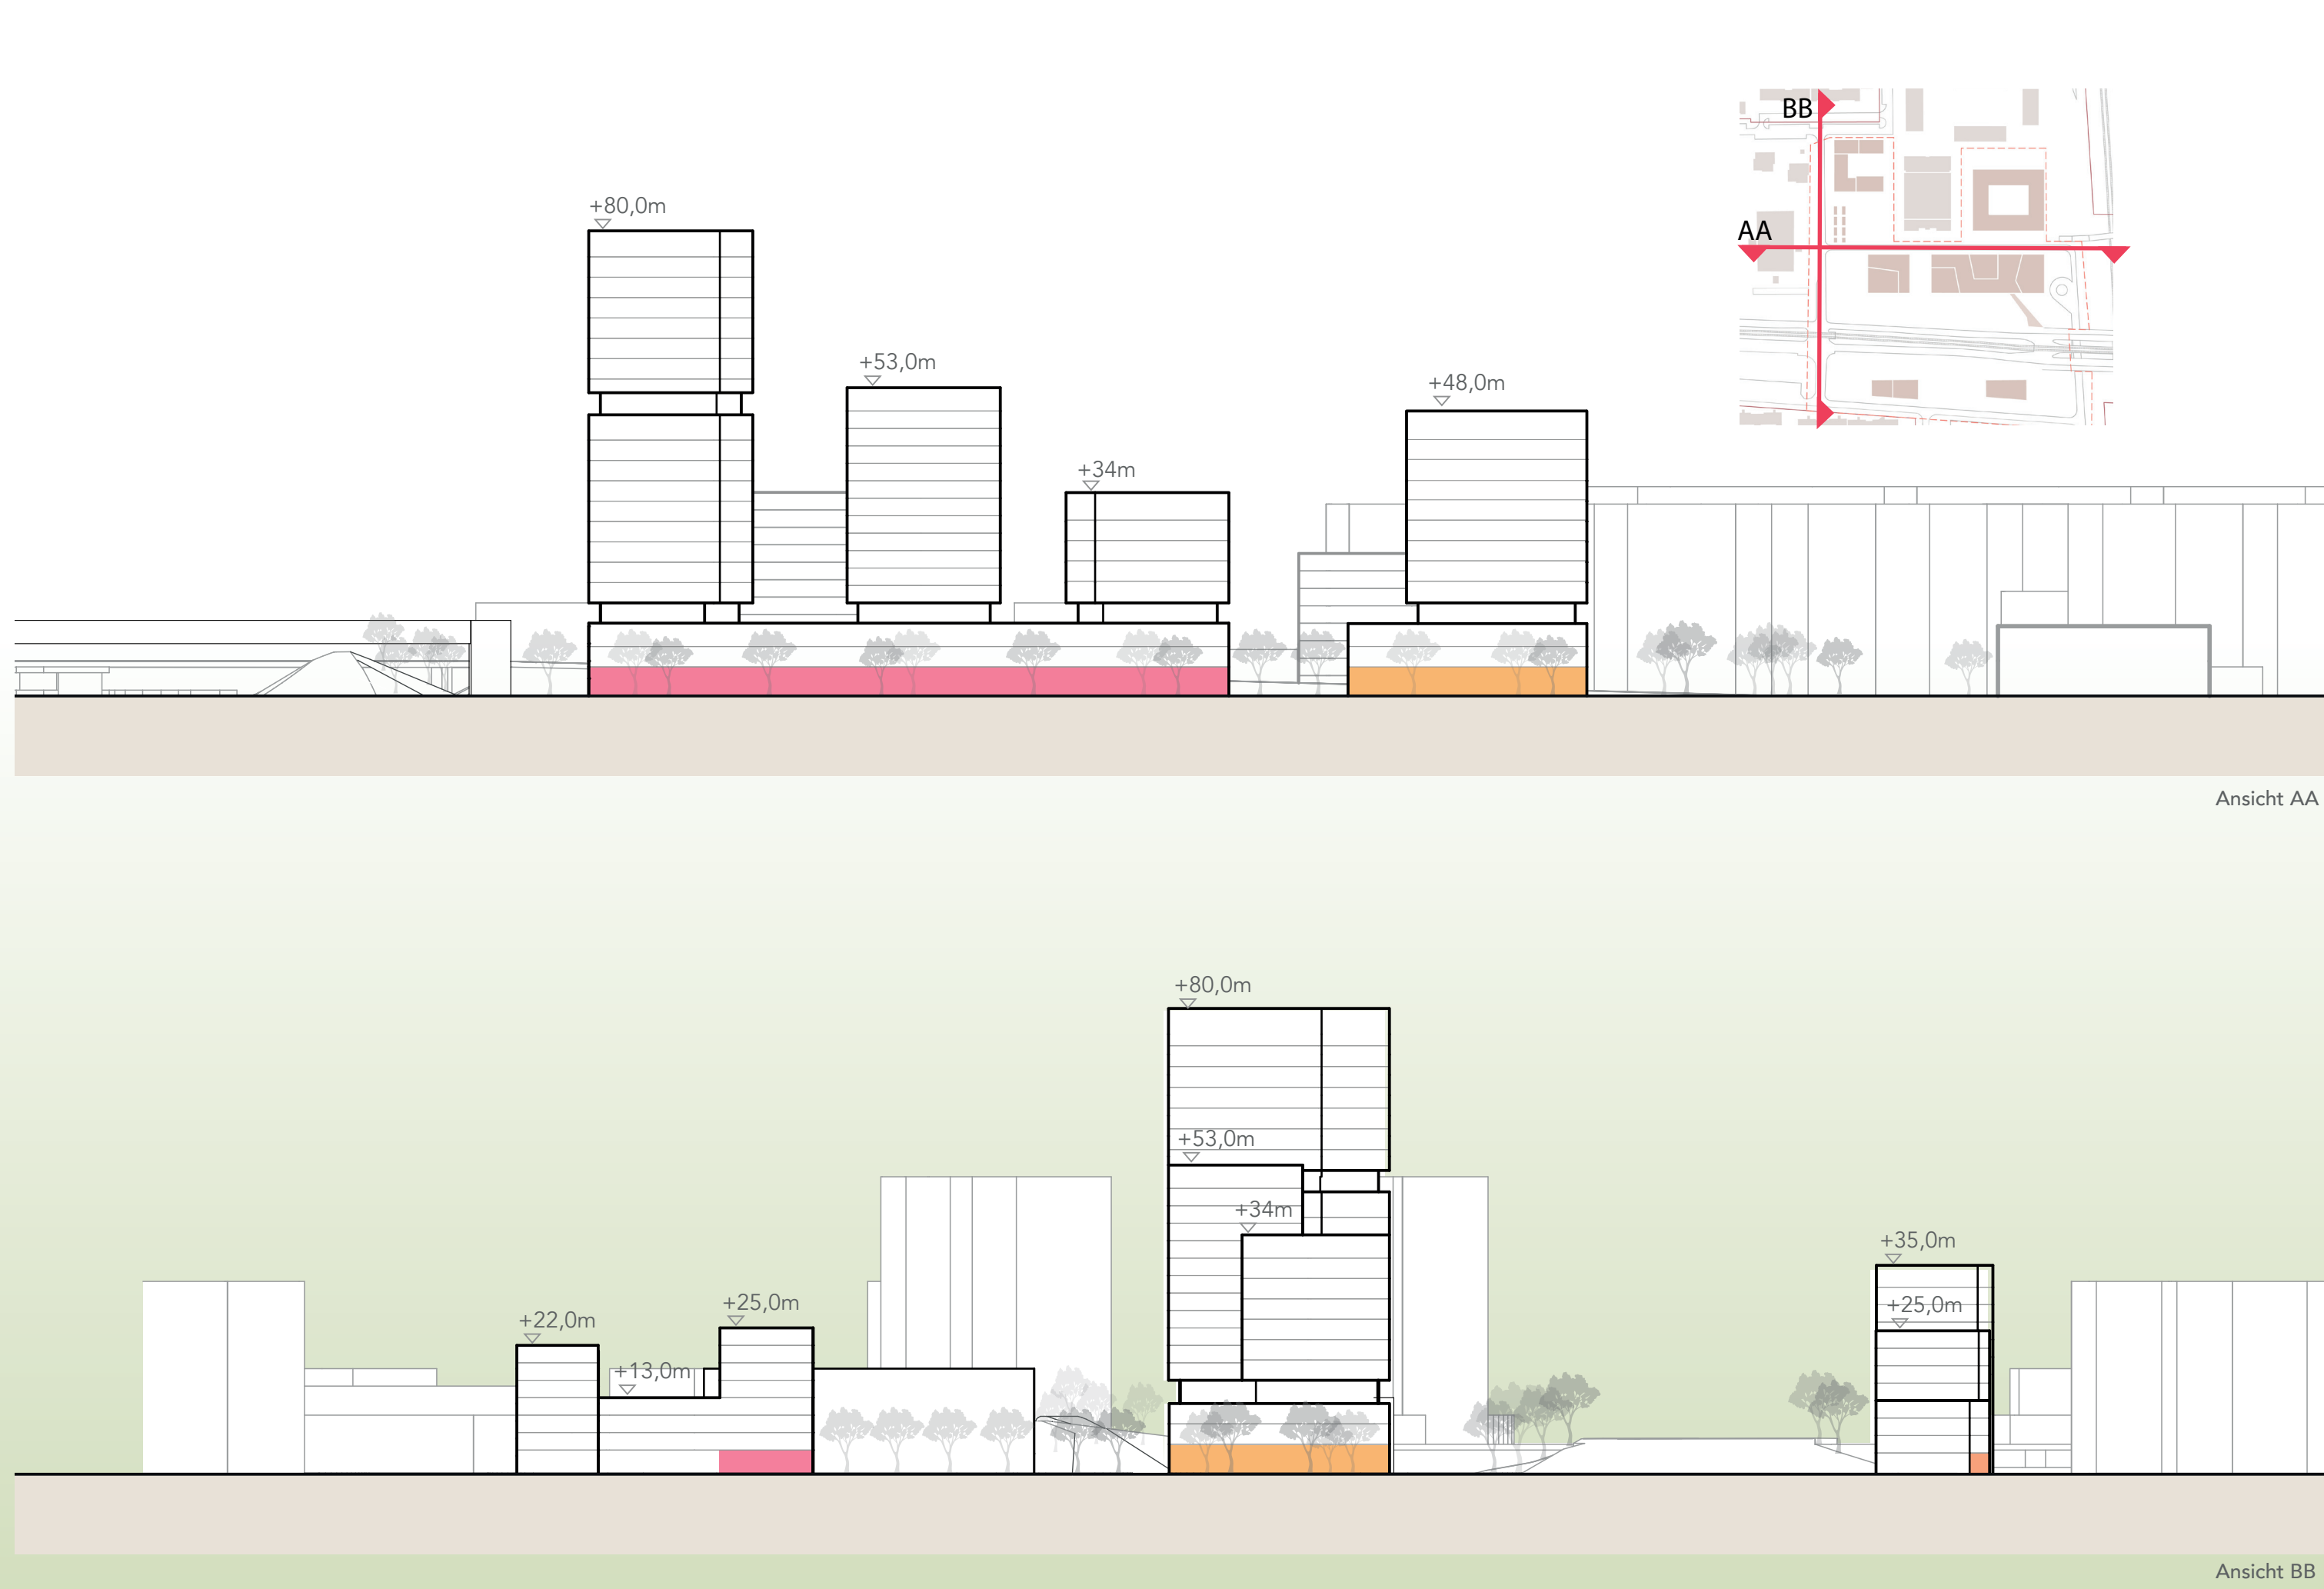 BB
AA
+80,0m
+53,0m
+48,0m
+34m
Ansicht AA
+80,0m
+53,0m
+34m
+35,0m
+25,0m
+25,0m
+22,0m
+13,0m
Ansicht BB